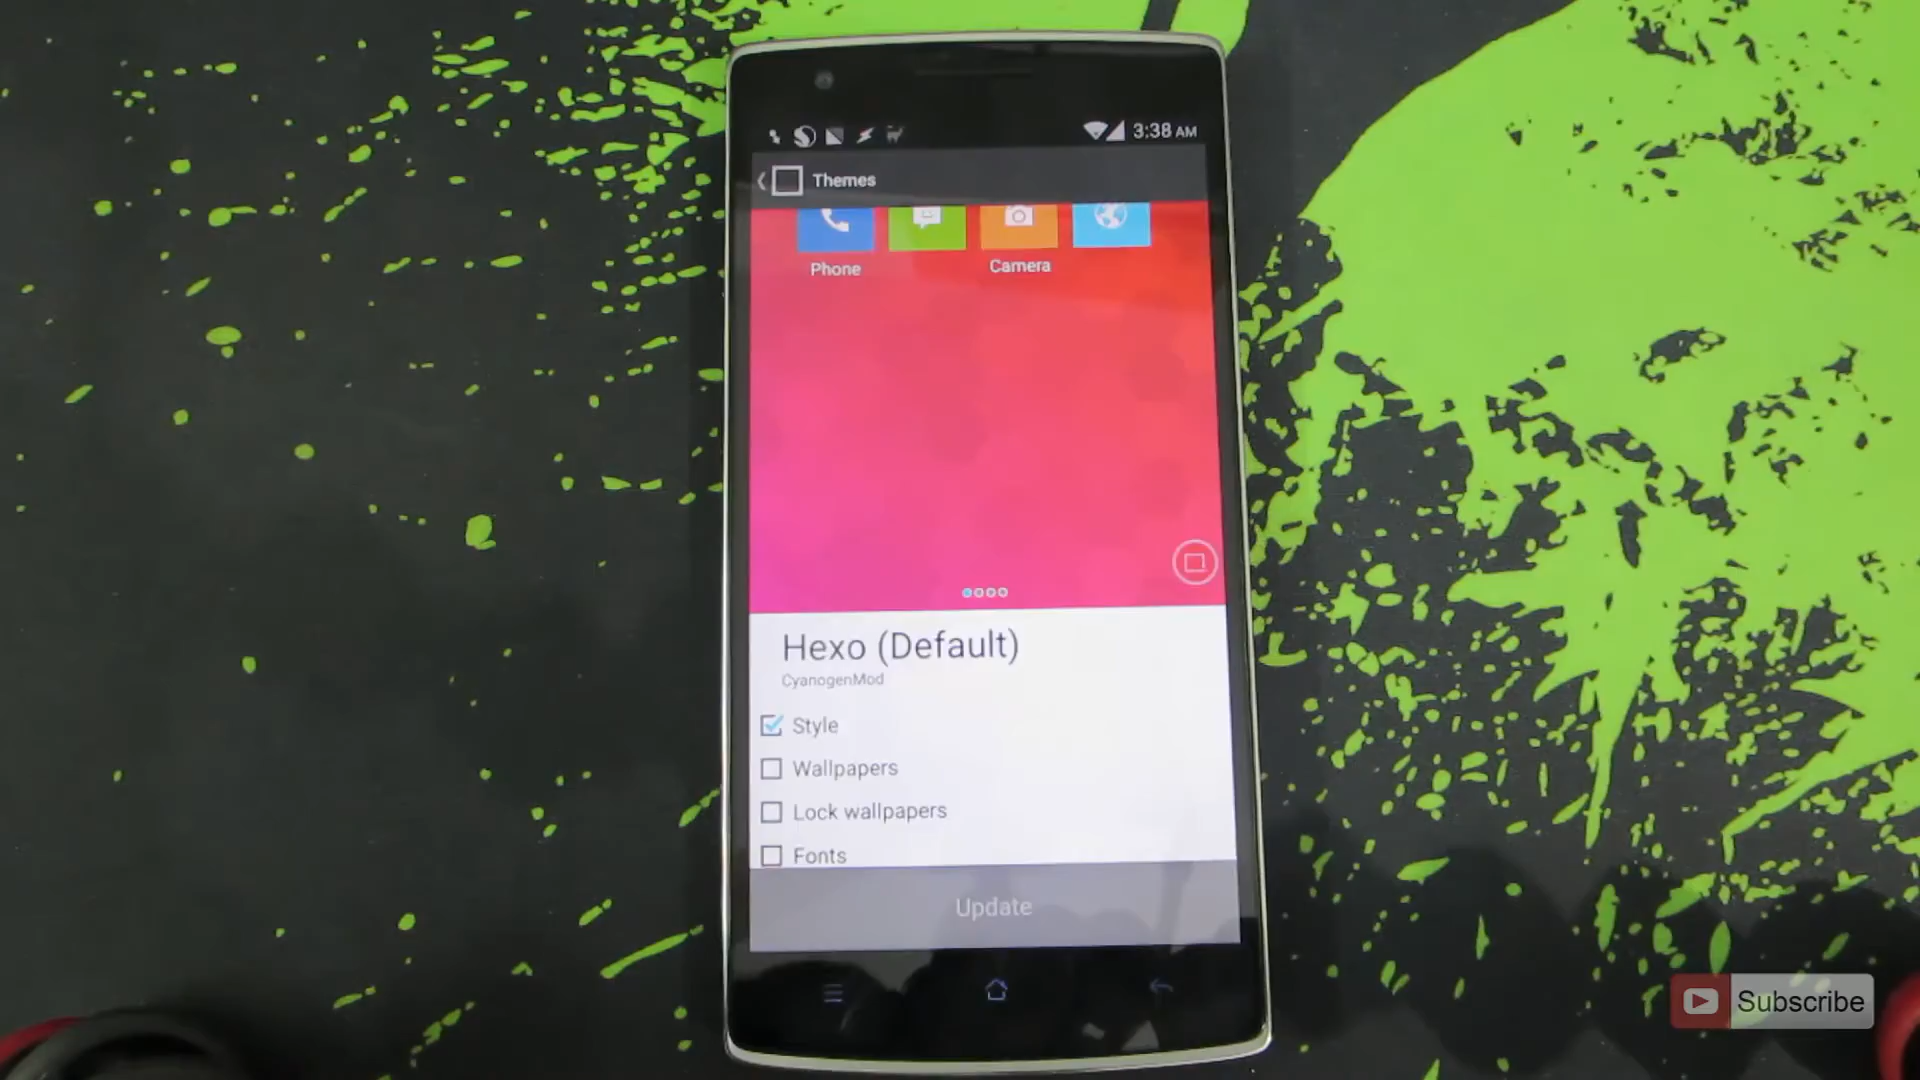 3:38 AM
Themes
Phone
Camera
Hexo (Default)
CyanogenMod
Style
Wallpapers
Lock wallpapers
Fonts
Update
Subscribe